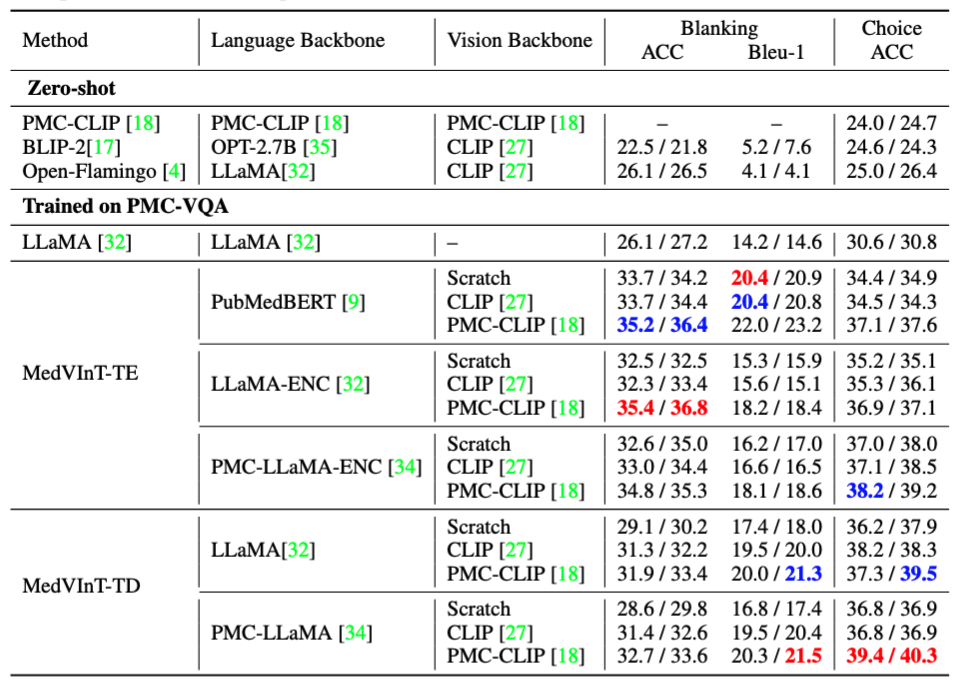 Method Language Backbone Vision Backbone Blanking Choice
ACC Bleu-1 ACC
Zero-shot
PMC-CLIP [18] PMC-CLIP [18] PMC-CLIP [18] – – 24.0 / 24.7
BLIP-2[17] OPT-2.7B [35] CLIP [27] 22.5 / 21.8 5.2 / 7.6 24.6 / 24.3
Open-Flamingo [4] LLaMA[32] CLIP [27] 26.1 / 26.5 4.1 / 4.1 25.0 / 26.4
Trained on PMC-VQA
LLaMA [32] LLaMA [32] – 26.1 / 27.2 14.2 / 14.6 30.6 / 30.8
Scratch 33.7 / 34.2 20.4 / 20.9 34.4 / 34.9
PubMedBERT [9] CLIP [27] 33.7 / 34.4 20.4 / 20.8 34.5 / 34.3
PMC-CLIP [18] 35.2 / 36.4 22.0 / 23.2 37.1 / 37.6
Scratch 32.5 / 32.5 15.3 / 15.9 35.2 / 35.1
MedVInT-TE LLaMA-ENC [32] CLIP [27] 32.3 / 33.4 15.6 / 15.1 35.3 / 36.1
PMC-CLIP [18] 35.4 / 36.8 18.2 / 18.4 36.9 / 37.1
Scratch 32.6 / 35.0 16.2 / 17.0 37.0 / 38.0
PMC-LLaMA-ENC [34] CLIP [27] 33.0 / 34.4 16.6 / 16.5 37.1 / 38.5
PMC-CLIP [18] 34.8 / 35.3 18.1 / 18.6 38.2 / 39.2
Scratch 29.1 / 30.2 17.4 / 18.0 36.2 / 37.9
LLaMA[32] CLIP [27] 31.3 / 32.2 19.5 / 20.0 38.2 / 38.3
PMC-CLIP [18] 31.9 / 33.4 20.0 / 21.3 37.3 / 39.5
MedVInT-TD
Scratch 28.6 / 29.8 16.8 / 17.4 36.8 / 36.9
PMC-LLaMA [34] CLIP [27] 31.4 / 32.6 19.5 / 20.4 36.8 / 36.9
PMC-CLIP [18] 32.7 / 33.6 20.3 / 21.5 39.4 / 40.3